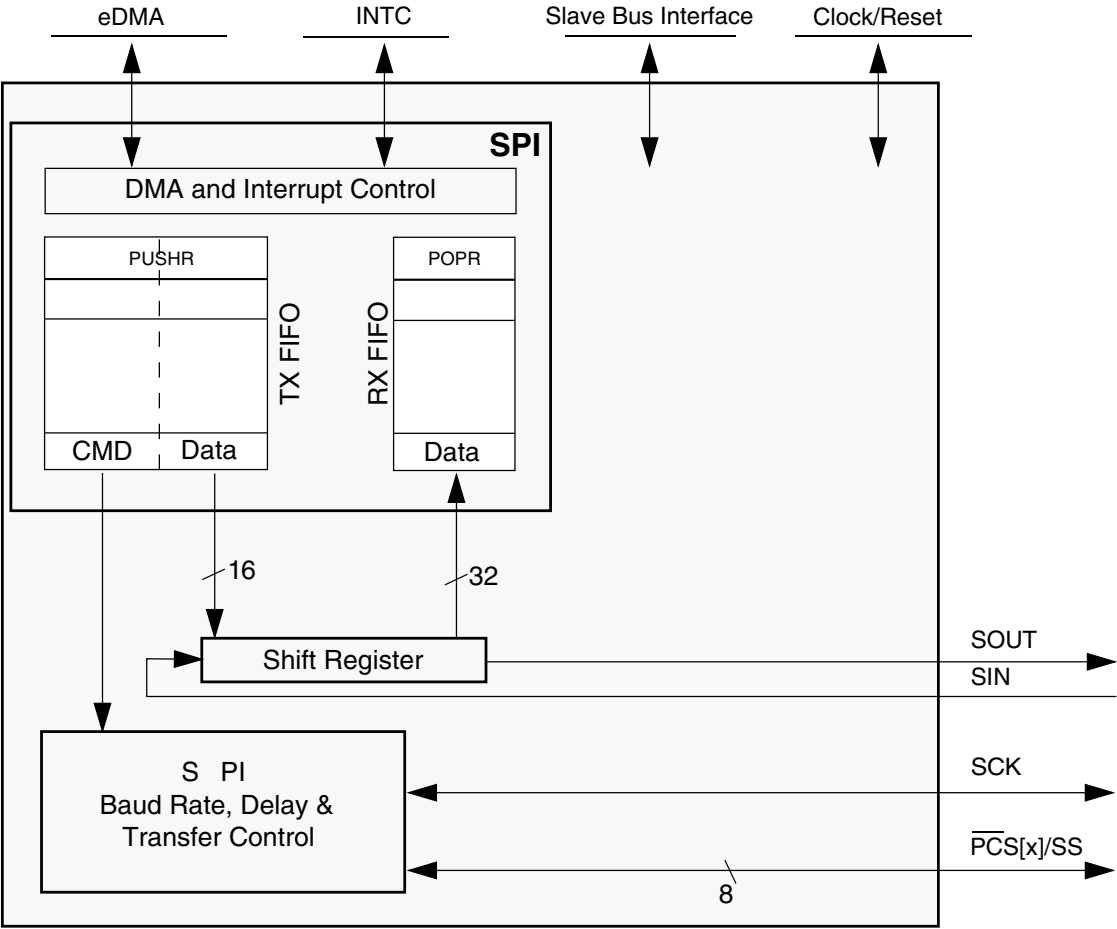 eDMA
INTC
Slave Bus Interface
Clock/Reset
SPI
DMA and Interrupt Control
PUSHR
POPR
TX FIFO
RX FIFO
CMD
Data
Data
16
32
Shift Register
SOUT
SIN
S PI
Baud Rate, Delay &
Transfer Control
SCK
PCS[x]/SS
8